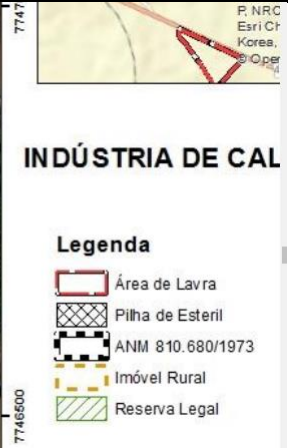 7747
P, NRC
Esri Ch
Korea,
© Oper
INDÚSTRIA DE CAL
Legenda
Área de Lavra
Pilha de Esteril
ANM 810.680/1973
Imóvel Rural
Reserva Legal
7746500